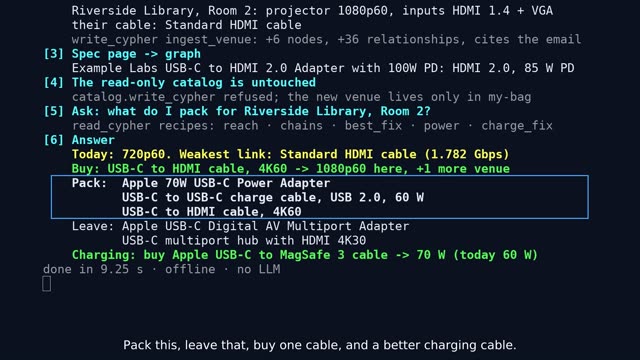 Riverside Library, Room 2: projector 1080p60, inputs HDMI 1.4 + VGA
their cable: Standard HDMI cable
write_cypher ingest_venue: +6 nodes, +36 relationships, cites the email
[3] Spec page -> graph
Example Labs USB-C to HDMI 2.0 Adapter with 100W PD: HDMI 2.0, 85 W PD
[4] The read-only catalog is untouched
catalog.write_cypher refused; the new venue lives only in my-bag
[5] Ask: what do I pack for Riverside Library, Room 2?
read_cypher recipes: reach · chains · best_fix · power · charge_fix
[6] Answer
Today: 720p60. Weakest link: Standard HDMI cable (1.782 Gbps)
Buy: USB-C to HDMI cable, 4K60 -> 1080p60 here, +1 more venue
Pack: Apple 70W USB-C Power Adapter
USB-C to USB-C charge cable, USB 2.0, 60 W
USB-C to HDMI cable, 4K60
Leave: Apple USB-C Digital AV Multiport Adapter
USB-C multiport hub with HDMI 4K30
Charging: buy Apple USB-C to MagSafe 3 cable -> 70 W (today 60 W)
done in 9.25 s · offline · no LLM
Pack this, leave that, buy one cable, and a better charging cable.